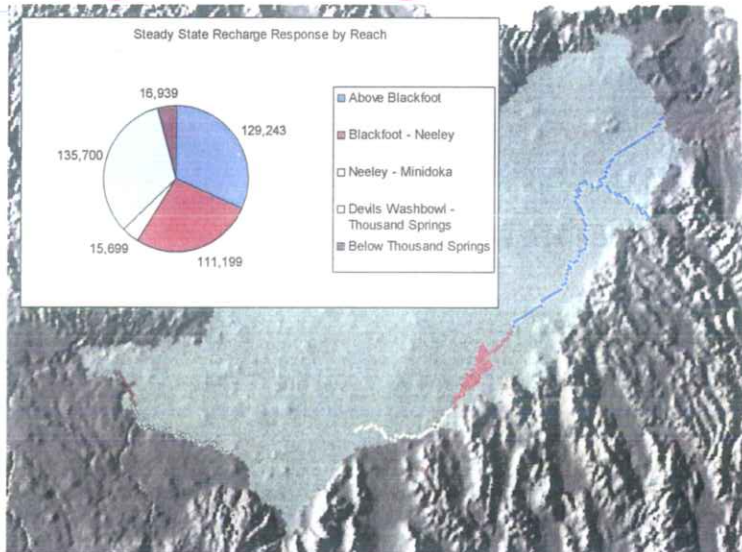 Steady State Recharge Response by Reach
16,939
129,243
135,700
15,699
111,199
Above Blackfoot
Blackfoot - Neeley
Neeley - Minidoka
Devils Washbowl -
Thousand Springs
Below Thousand Springs